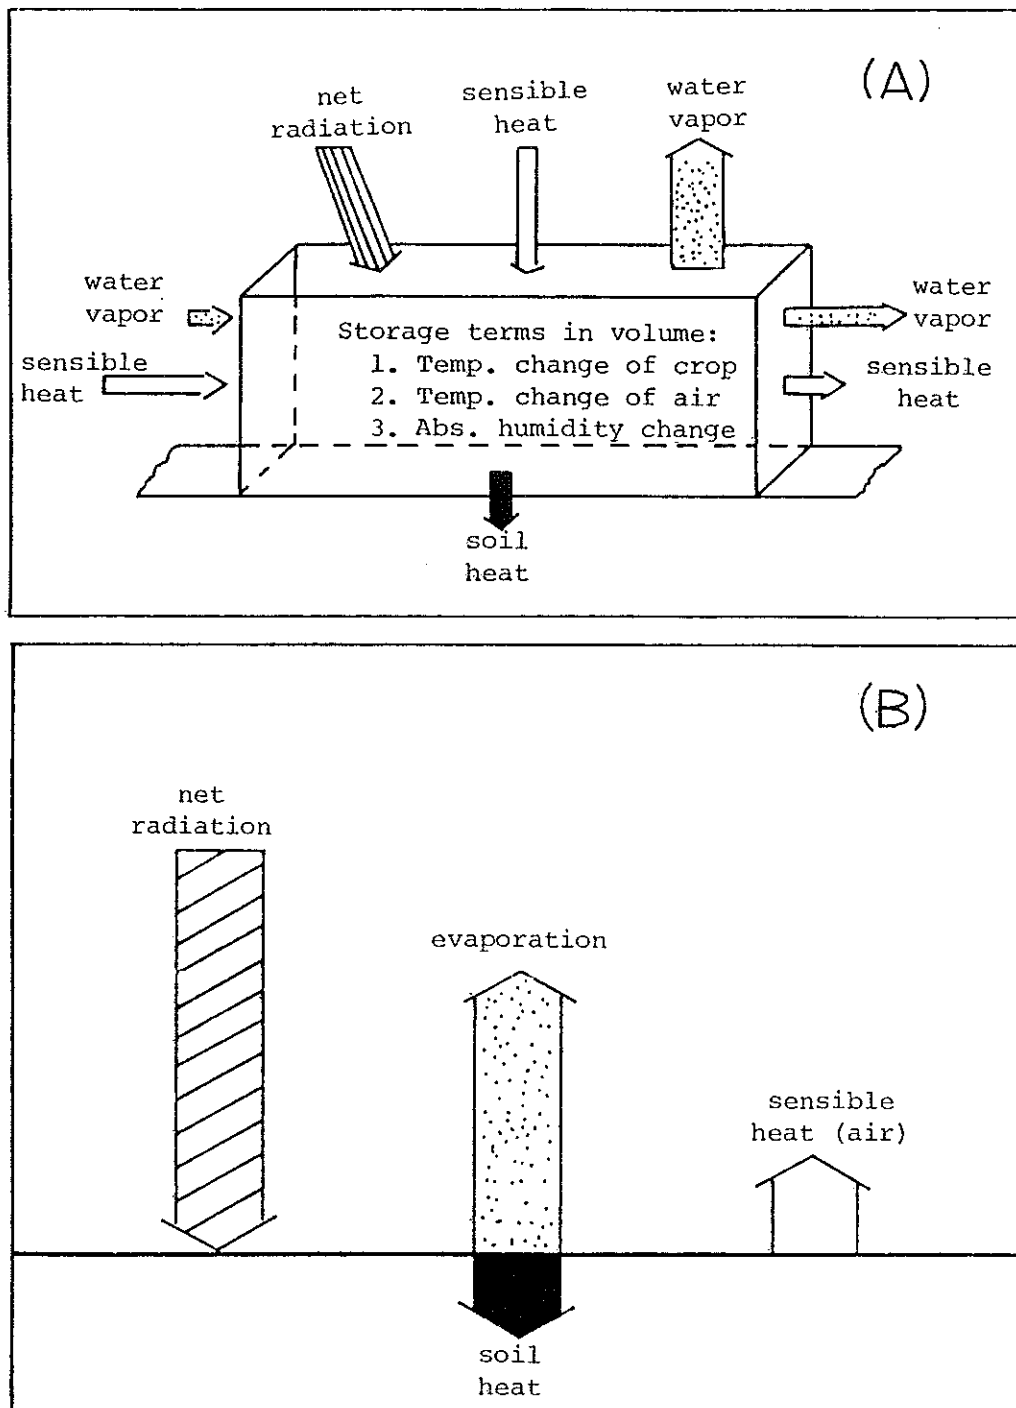 (A)
net
radiation
sensible
heat
water
vapor
water
vapor
sensible
heat
Storage terms in volume:
1. Temp. change of crop
2. Temp. change of air
3. Abs. humidity change
water
vapor
sensible
heat
soil
heat
(B)
net
radiation
evaporation
sensible
heat (air)
soil
heat